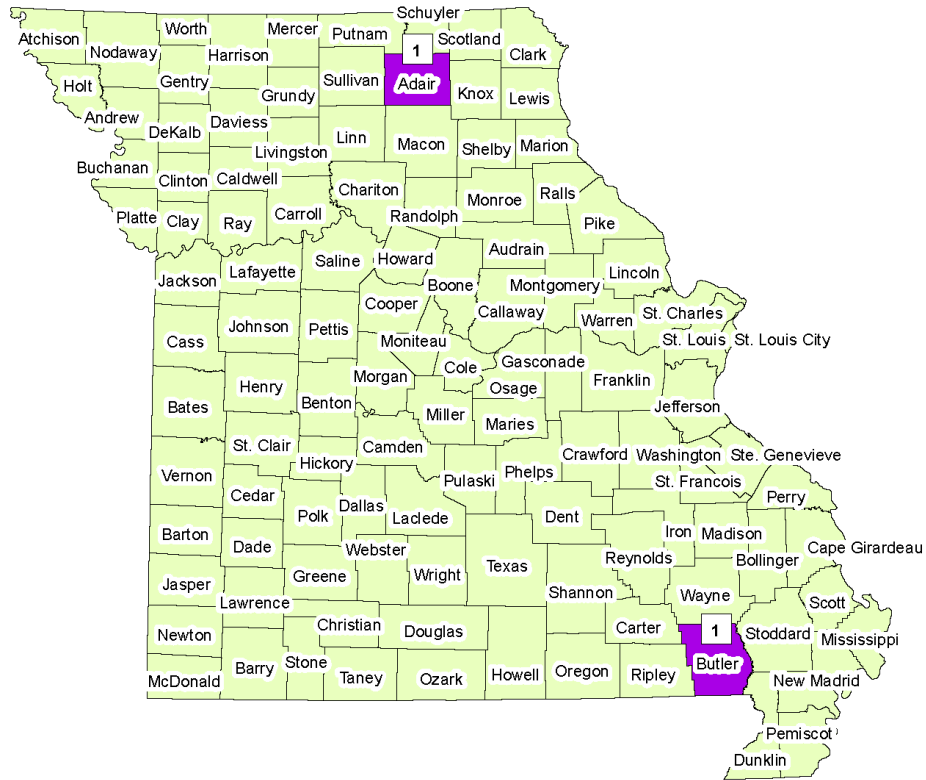 Schuyler
Atchison
Nodaway
Worth
Mercer
Putnam
Scotland
Harrison
1
Clark
Holt
Gentry
Sullivan
Adair
Knox
Lewis
Grundy
Andrew
DeKalb
Daviess
Linn
Macon
Shelby
Marion
Livingston
Buchanan
Clinton
Caldwell
Chariton
Monroe
Ralls
Platte
Clay
Ray
Carroll
Randolph
Pike
Audrain
Jackson
Lafayette
Saline
Howard
Boone
Montgomery
Lincoln
Cooper
Callaway
Warren
St. Charles
Cass
Johnson
Pettis
Moniteau
St. Louis
St. Louis City
Cole
Gasconade
Henry
Morgan
Osage
Franklin
Bates
Benton
Miller
Maries
Jefferson
St. Clair
Camden
Hickory
Crawford
Washington
Ste. Genevieve
Vernon
Pulaski
Phelps
St. Francois
Cedar
Perry
Polk
Dallas
Laclede
Dent
Barton
Dade
Webster
Iron
Madison
Cape Girardeau
Reynolds
Bollinger
Jasper
Greene
Wright
Texas
Shannon
Wayne
Lawrence
Scott
Newton
Christian
Douglas
Carter
1
Stoddard
Mississippi
McDonald
Barry
Stone
Taney
Ozark
Howell
Oregon
Ripley
Butler
New Madrid
Pemiscot
Dunklin